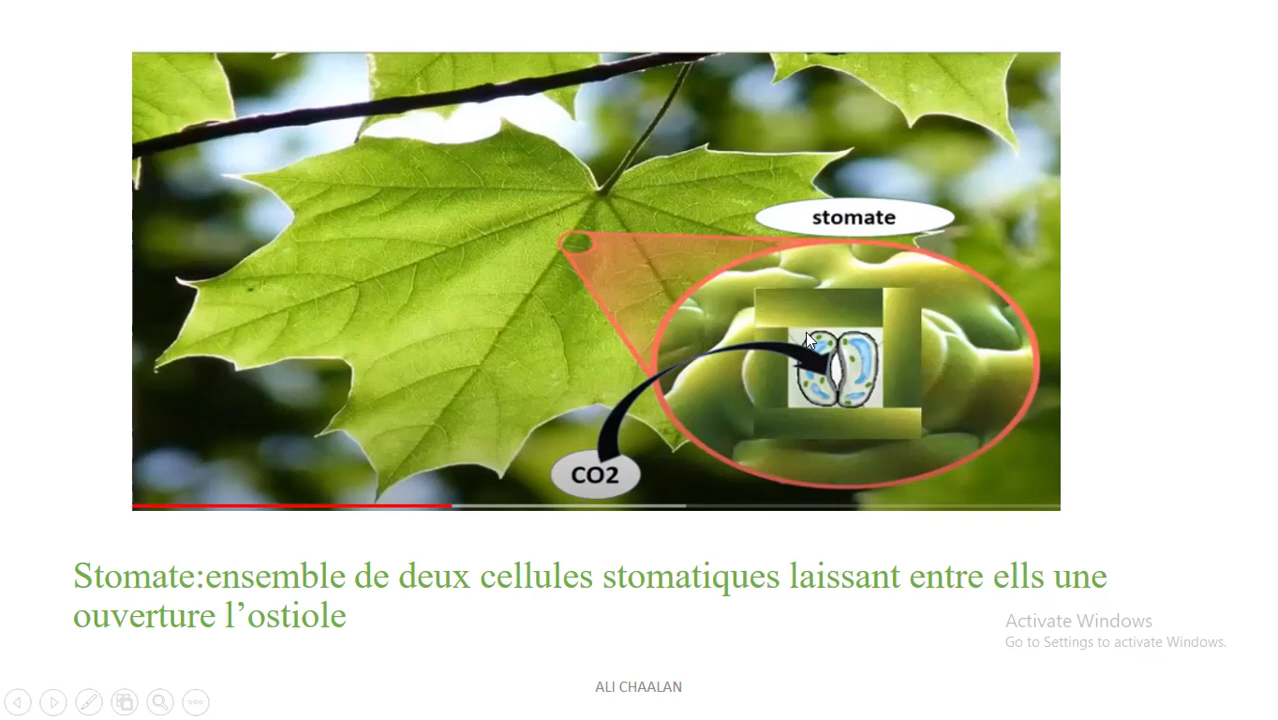 stomate
CO2
Stomate:ensemble de deux cellules stomatiques laissant entre ells une
ouverture l’ostiole
Activate Windows
Go to Settings to activate Windows.
ALI CHAALAN